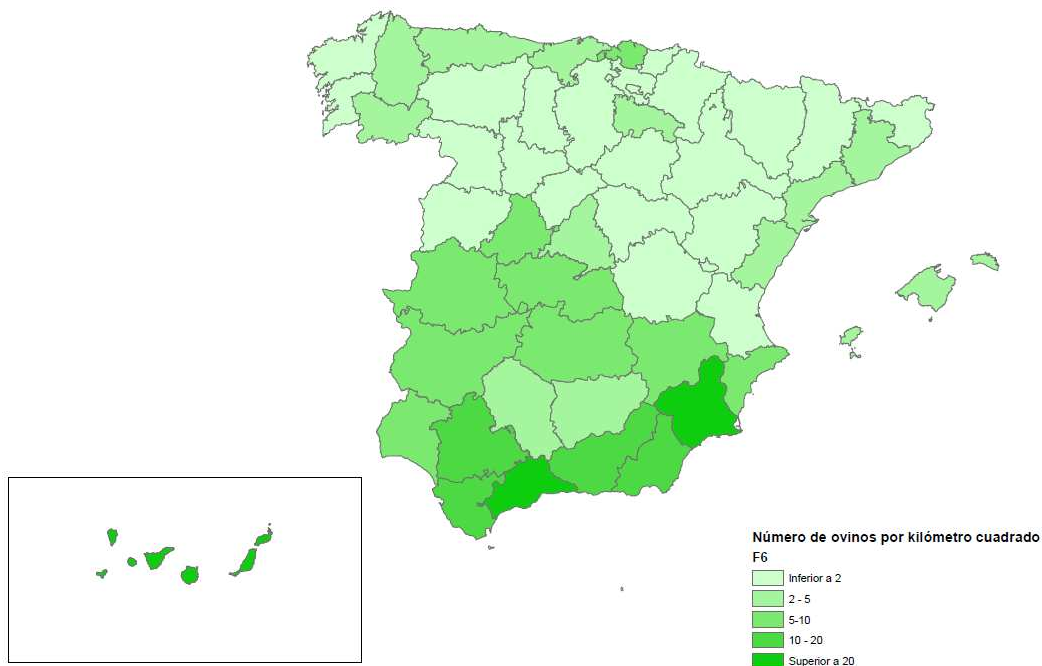 Número de ovinos por kilómetro cuadrado
F6
Inferior a 2
2 - 5
5-10
10 - 20
Superior a 20